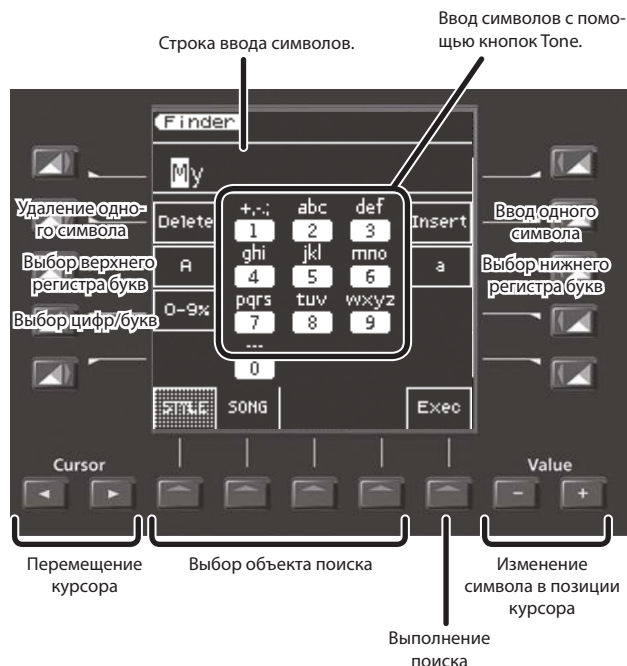 Ввод символов с помо-
щью кнопок Tone.
Строка ввода символов.
Finder
My
Удаление одно-
го символа
Delete
+,-.;
abc
def
Insert
Ввод одного
символа
1
2
3
Выбор верхнего
регистра букв
A
ghi
jkl
mno
a
Выбор нижнего
регистра букв
4
5
6
Выбор цифр/букв
0-9%
pqrs
tuv
wxyz
7
8
9
---
0
STYLE
SONG
Exec
Cursor
Value
-
+
Перемещение
курсора
Выбор объекта поиска
Изменение
символа в позиции
курсора
Выполнение
поиска